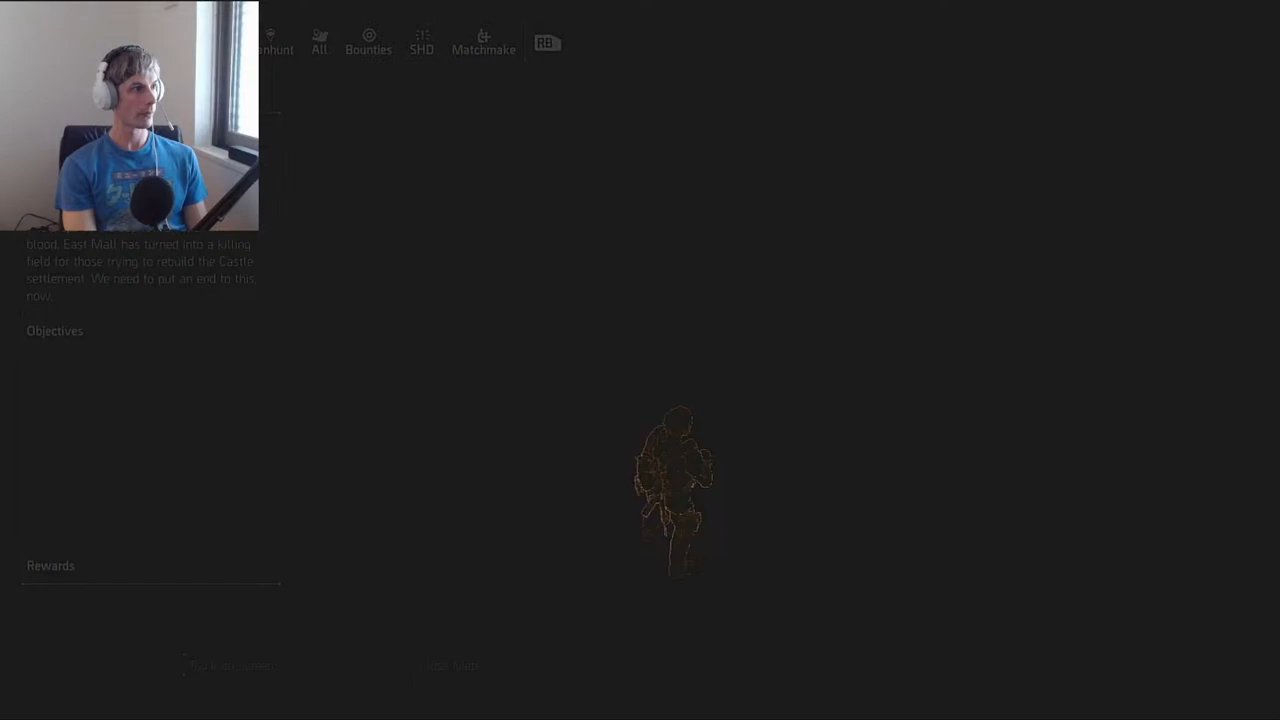 anhunt
All
Bounties
SHD
Matchmake
RB
blood. East Mall has turned into a killing
field for those trying to rebuild the Castle
settlement. We need to put an end to this,
now.
Objectives
Rewards